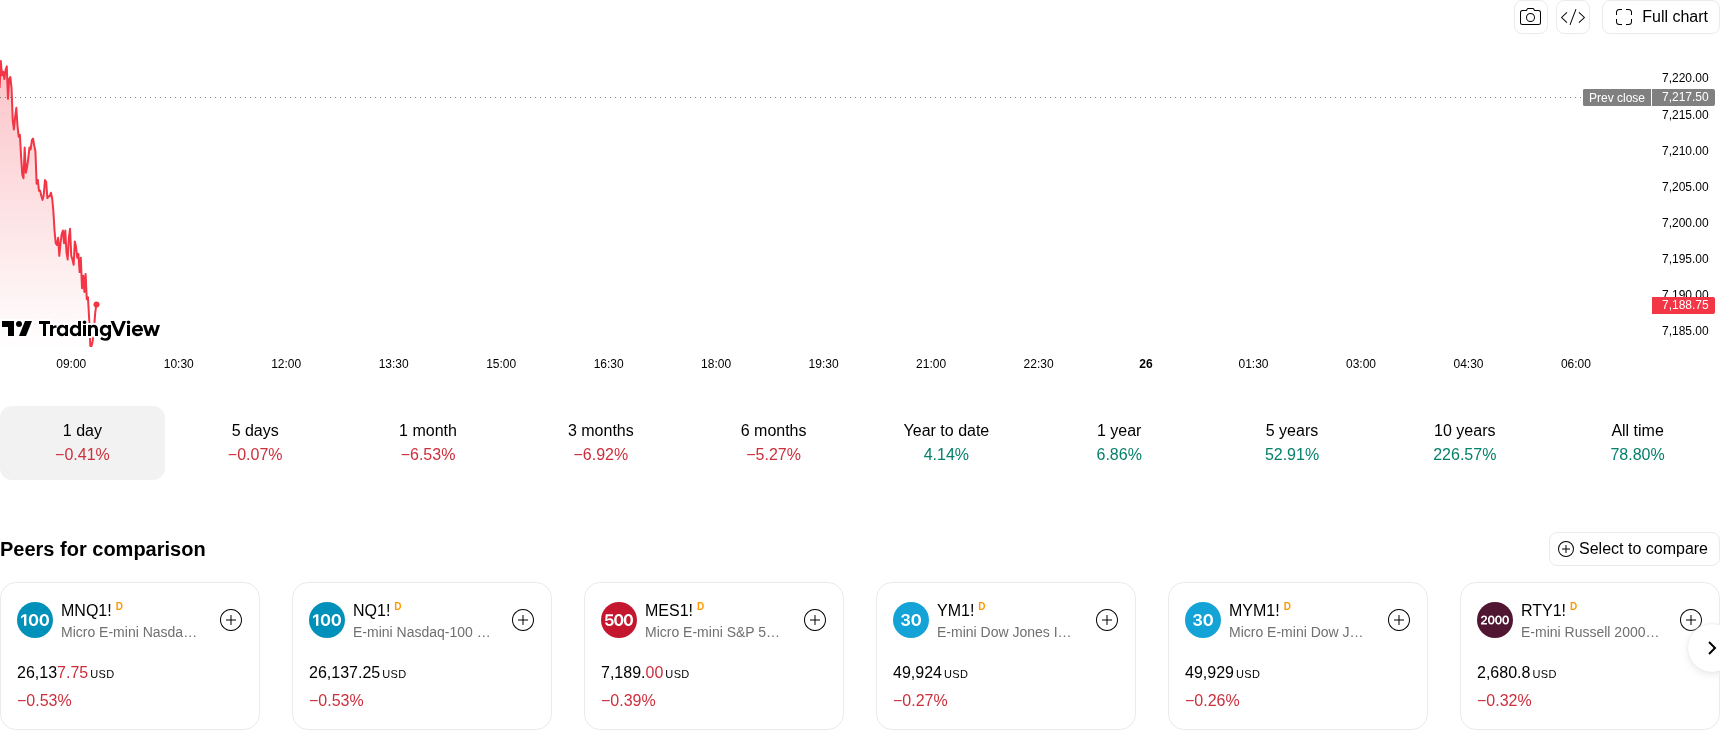 Full chart
7,220.00
Prev close 7,217.50
7,215.00
7,210.00
7,205.00
7,200.00
7,195.00
7,190.00
7,188.75
7,185.00
TradingView
09:00 10:30 12:00 13:30 15:00 16:30 18:00 19:30 21:00 22:30 26 01:30 03:00 04:30 06:00
1 day 5 days 1 month 3 months 6 months Year to date 1 year 5 years 10 years All time
−0.41% −0.07% −6.53% −6.92% −5.27% 4.14% 6.86% 52.91% 226.57% 78.80%
Peers for comparison
Select to compare
100 MNQ1! D
Micro E-mini Nasda…
26,137.75 USD
−0.53%
100 NQ1! D
E-mini Nasdaq-100 …
26,137.25 USD
−0.53%
500 MES1! D
Micro E-mini S&P 5…
7,189.00 USD
−0.39%
30 YM1! D
E-mini Dow Jones I…
49,924 USD
−0.27%
30 MYM1! D
Micro E-mini Dow J…
49,929 USD
−0.26%
2000 RTY1! D
E-mini Russell 2000…
2,680.8 USD
−0.32%